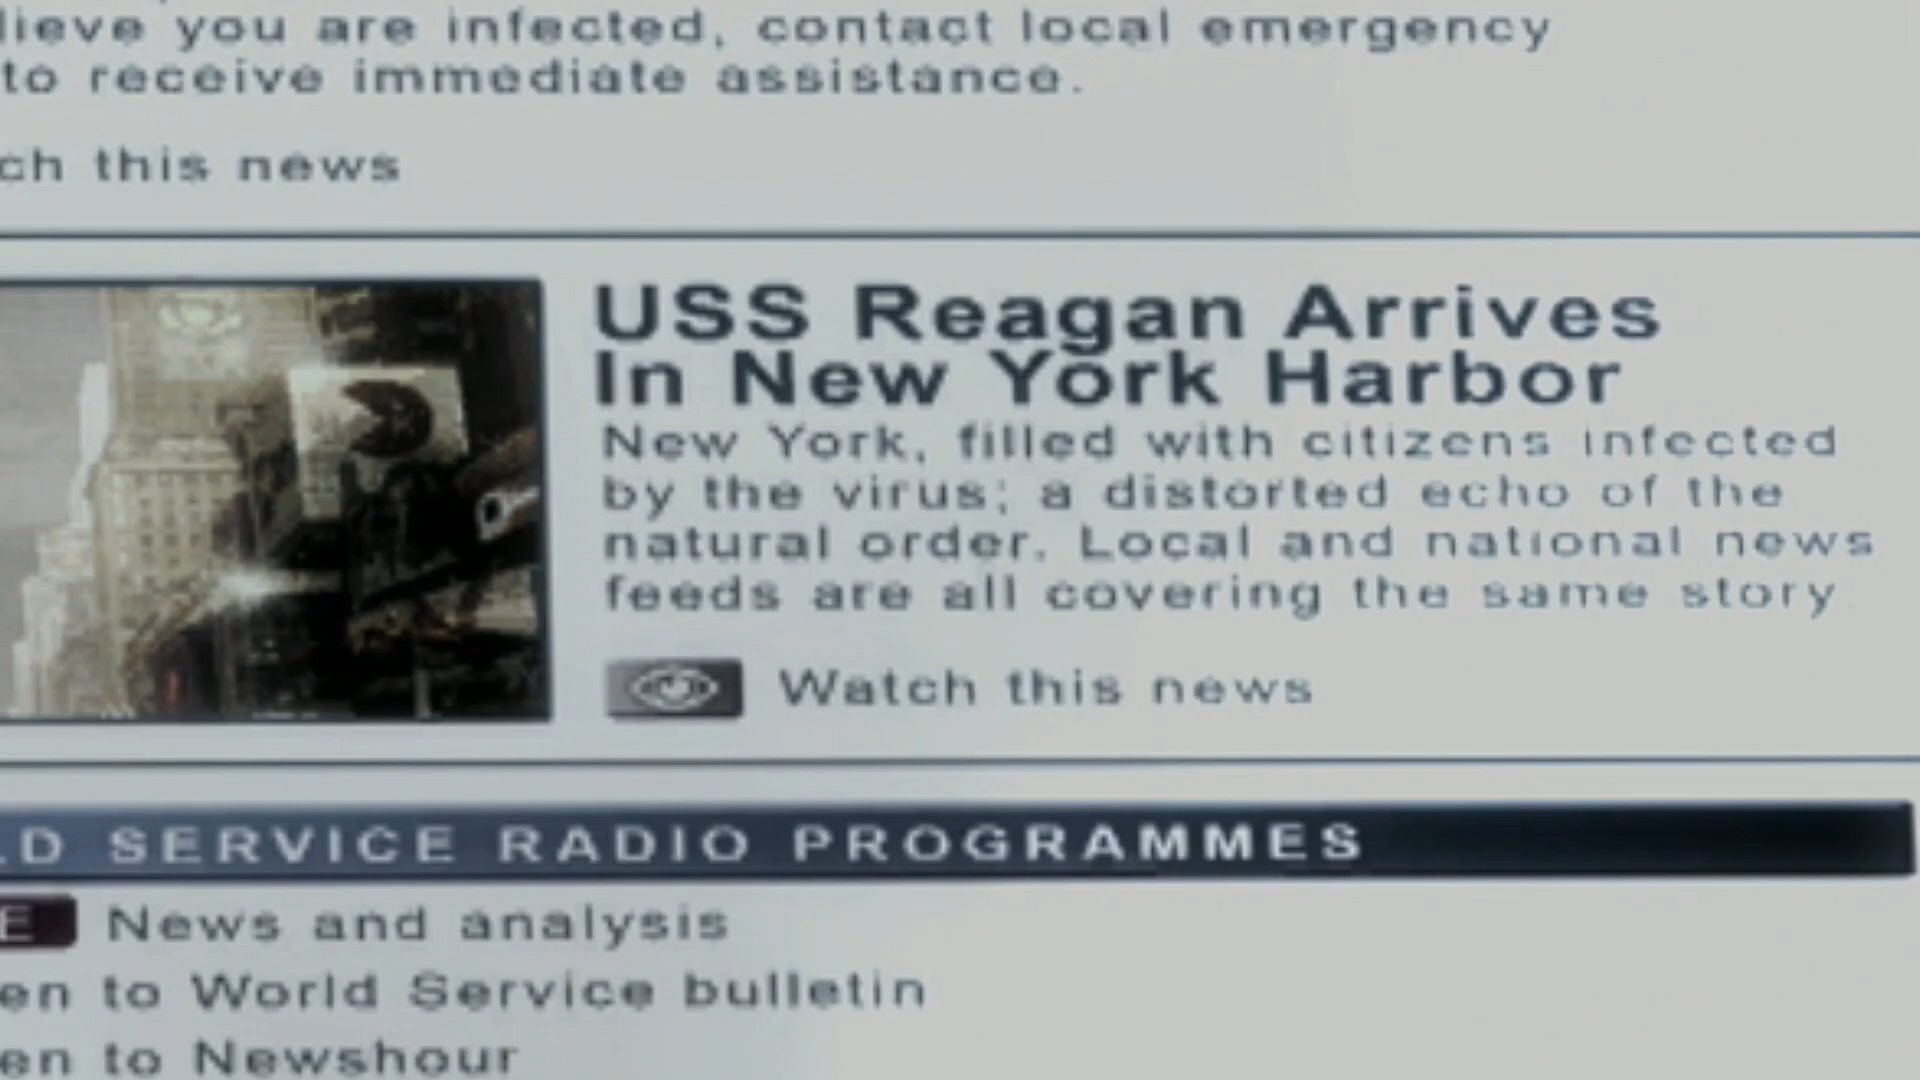 lieve you are infected, contact local emergency
to receive immediate assistance.
ch this news
USS Reagan Arrives
In New York Harbor
New York, filled with citizens infected
by the virus; a distorted echo of the
natural order. Local and national news
feeds are all covering the same story
Watch this news
LD SERVICE RADIO PROGRAMMES
E News and analysis
en to World Service bulletin
en to Newshour